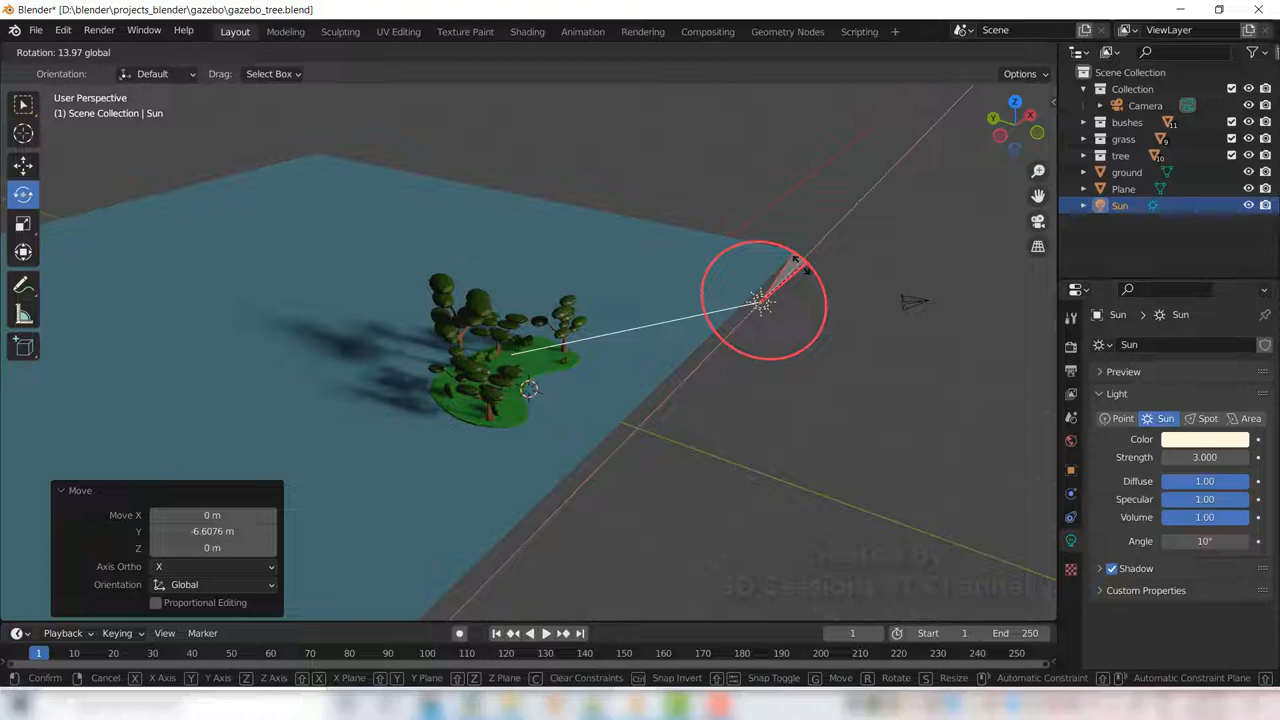 Blender* [D:\projects_blender\gazebo\gazebo_tree.blend]
File Edit Render Window Help Layout Modeling Sculpting UV Editing Texture Paint Shading Animation Rendering Compositing Geometry Nodes Scripting + Scene ViewLayer
Rotation: 13.97 global
Orientation: Default Drag: Select Box Options
User Perspective
(1) Scene Collection | Sun
Z
Y
X
Scene Collection
Collection
Camera
bushes 11
grass 9
tree 10
ground
Plane
Sun
Sun Sun
Sun
Preview
Light
Point Sun Spot Area
Color
Strength 3.000
Diffuse 1.00
Specular 1.00
Volume 1.00
Angle 10°
Shadow
Custom Properties
Move
Move X 0 m
Y -6.6076 m
Z 0 m
Axis Ortho X
Orientation Global
Proportional Editing
Playback Keying View Marker 1 Start 1 End 250
1 10 20 30 40 50 60 70 80 90 100 110 120 130 140 150 160 170 180 190 200 210 220 230 240 250
Confirm Cancel X X Axis Y Y Axis Z Z Axis X X Plane Y Y Plane Z Z Plane C Clear Constraints Ctrl Snap Invert Snap Toggle G Move R Rotate S Resize Automatic Constraint Automatic Constraint Plane